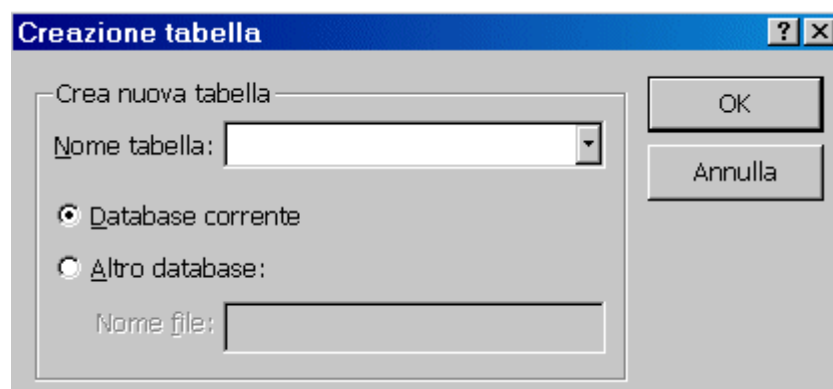 Creazione tabella
Crea nuova tabella
OK
Nome tabella:
Annulla
Database corrente
Altro database:
Nome file: